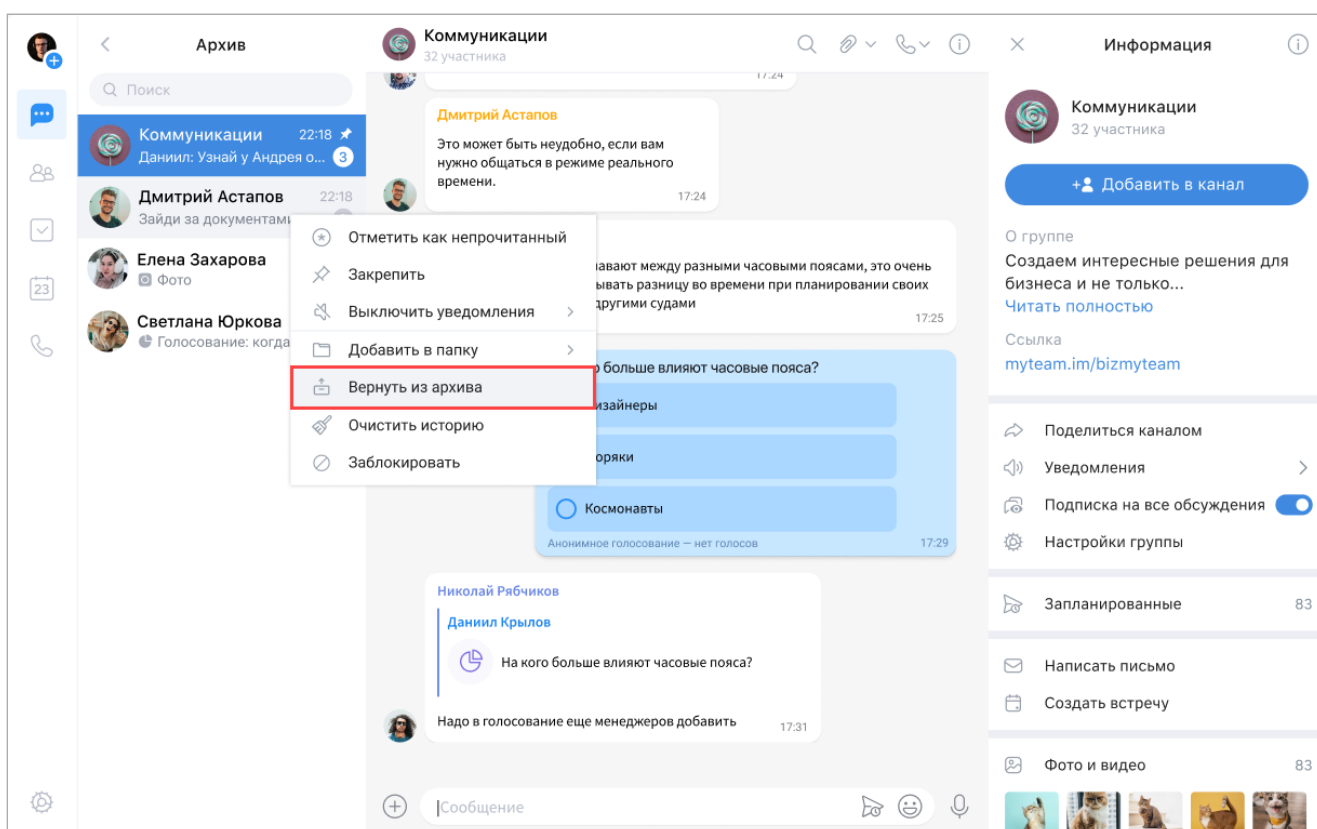 Архив
Поиск
Коммуникации 22:18
Даниил: Узнай у Андрея о... 3
Дмитрий Астапов 22:18
Зайди за документами
Елена Захарова
Фото
Светлана Юркова
Голосование: когда
23
Отметить как непрочитанный
Закрепить
Выключить уведомления
Добавить в папку
Вернуть из архива
Очистить историю
Заблокировать
Коммуникации
32 участника
17:24
Дмитрий Астапов
Это может быть неудобно, если вам
нужно общаться в режиме реального
времени.
17:24
между разными часовыми поясами, это очень
разницу во времени при планировании своих
другими судами
17:25
больше влияют часовые пояса?
Космонавты
Анонимное голосование — нет голосов 17:29
Николай Рябчиков
Даниил Крылов
На кого больше влияют часовые пояса?
Надо в голосование еще менеджеров добавить 17:31
Сообщение
Информация
Коммуникации
32 участника
Добавить в канал
О группе
Создаем интересные решения для
бизнеса и не только...
Читать полностью
Ссылка
myteam.im/bizmyteam
Поделиться каналом
Уведомления
Подписка на все обсуждения
Настройки группы
Запланированные 83
Написать письмо
Создать встречу
Фото и видео 83